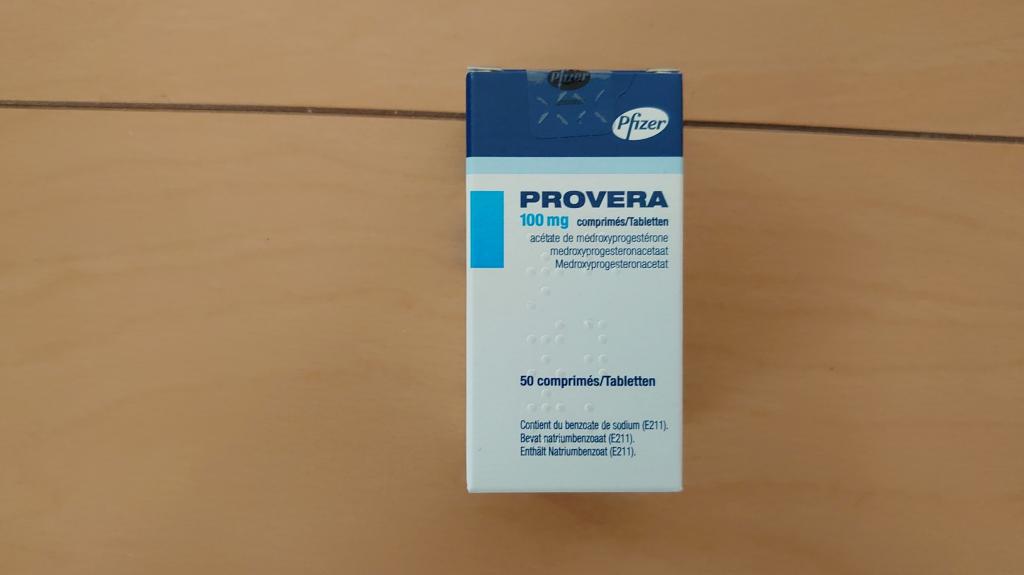 Pfizer
Pfizer
PROVERA
100 mg comprimés/Tabletten
acétate de médroxyprogestérone
medroxyprogesteronacetaat
Medroxyprogesteronacetat
50 comprimés/Tabletten
Contient du benzoate de sodium (E211).
Bevat natriumbenzoaat (E211).
Enthält Natriumbenzoat (E211).